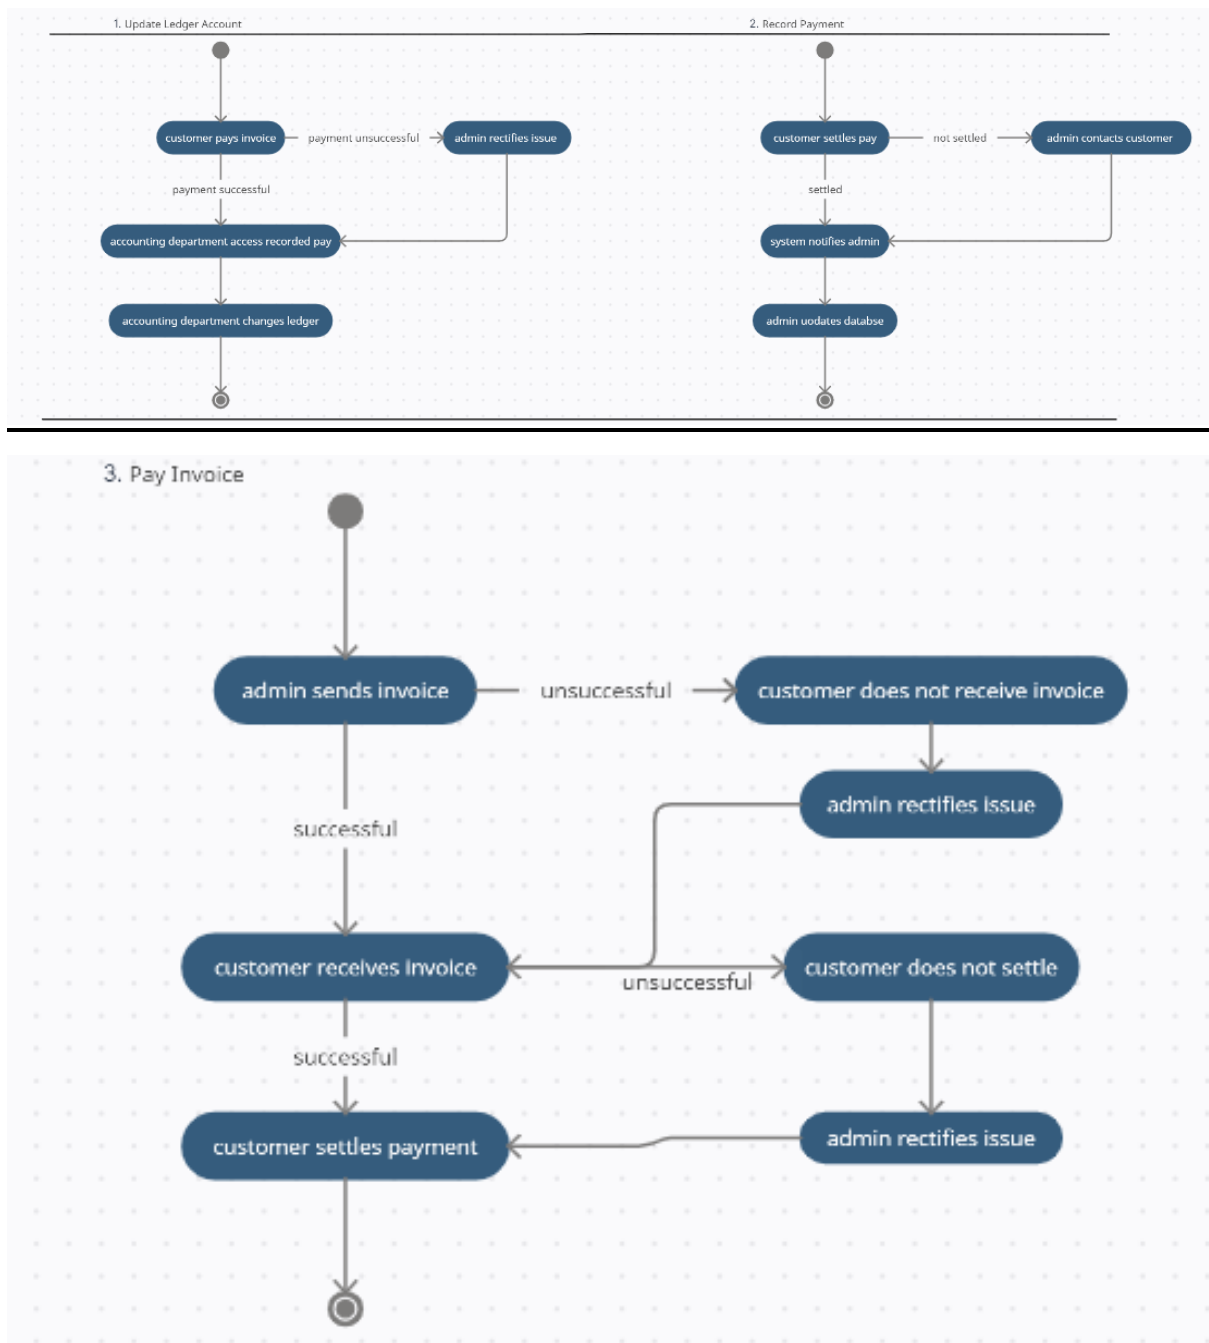 1. Update Ledger Account
2. Record Payment
customer pays invoice
payment unsuccessful
admin rectifies issue
payment successful
accounting department access recorded pay
accounting department changes ledger
customer settles pay
not settled
admin contacts customer
settled
system notifies admin
admin uodates databse
3. Pay Invoice
admin sends invoice
unsuccessful
customer does not receive invoice
admin rectifies issue
successful
customer receives invoice
unsuccessful
customer does not settle
successful
customer settles payment
admin rectifies issue